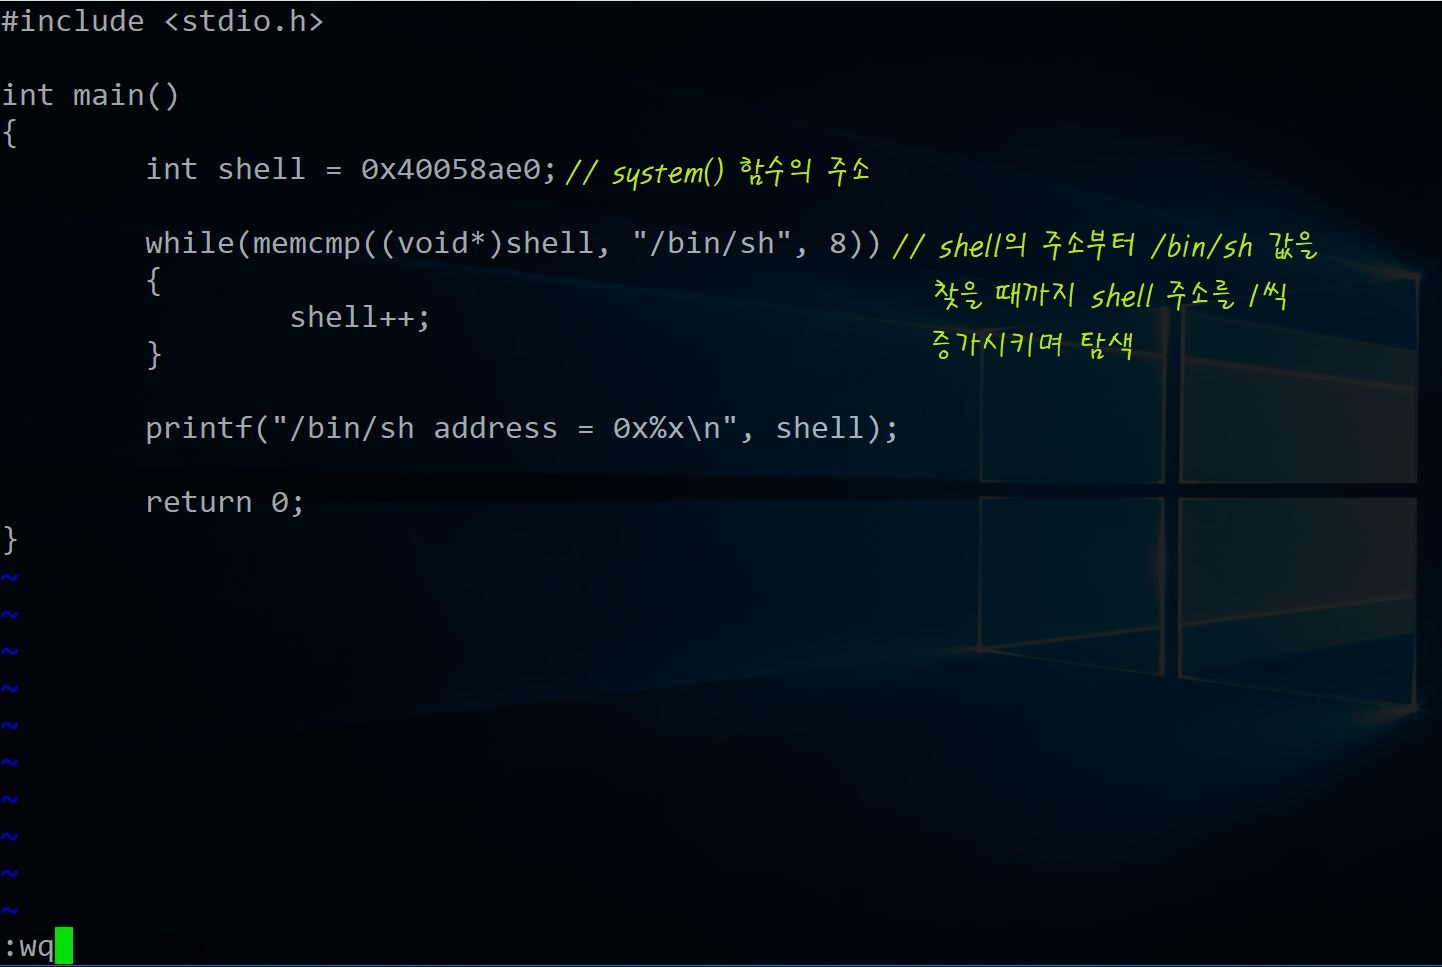 #include <stdio.h>
int main()
{
int shell = 0x40058ae0; // system() 함수의 주소
while(memcmp((void*)shell, "/bin/sh", 8)) // shell의 주소부터 /bin/sh 값을
{
찾을 때까지 shell 주소를 1씩
shell++;
증가시키며 탐색
}
printf("/bin/sh address = 0x%x\n", shell);
return 0;
}
~
~
~
~
~
~
~
~
~
~
:wq